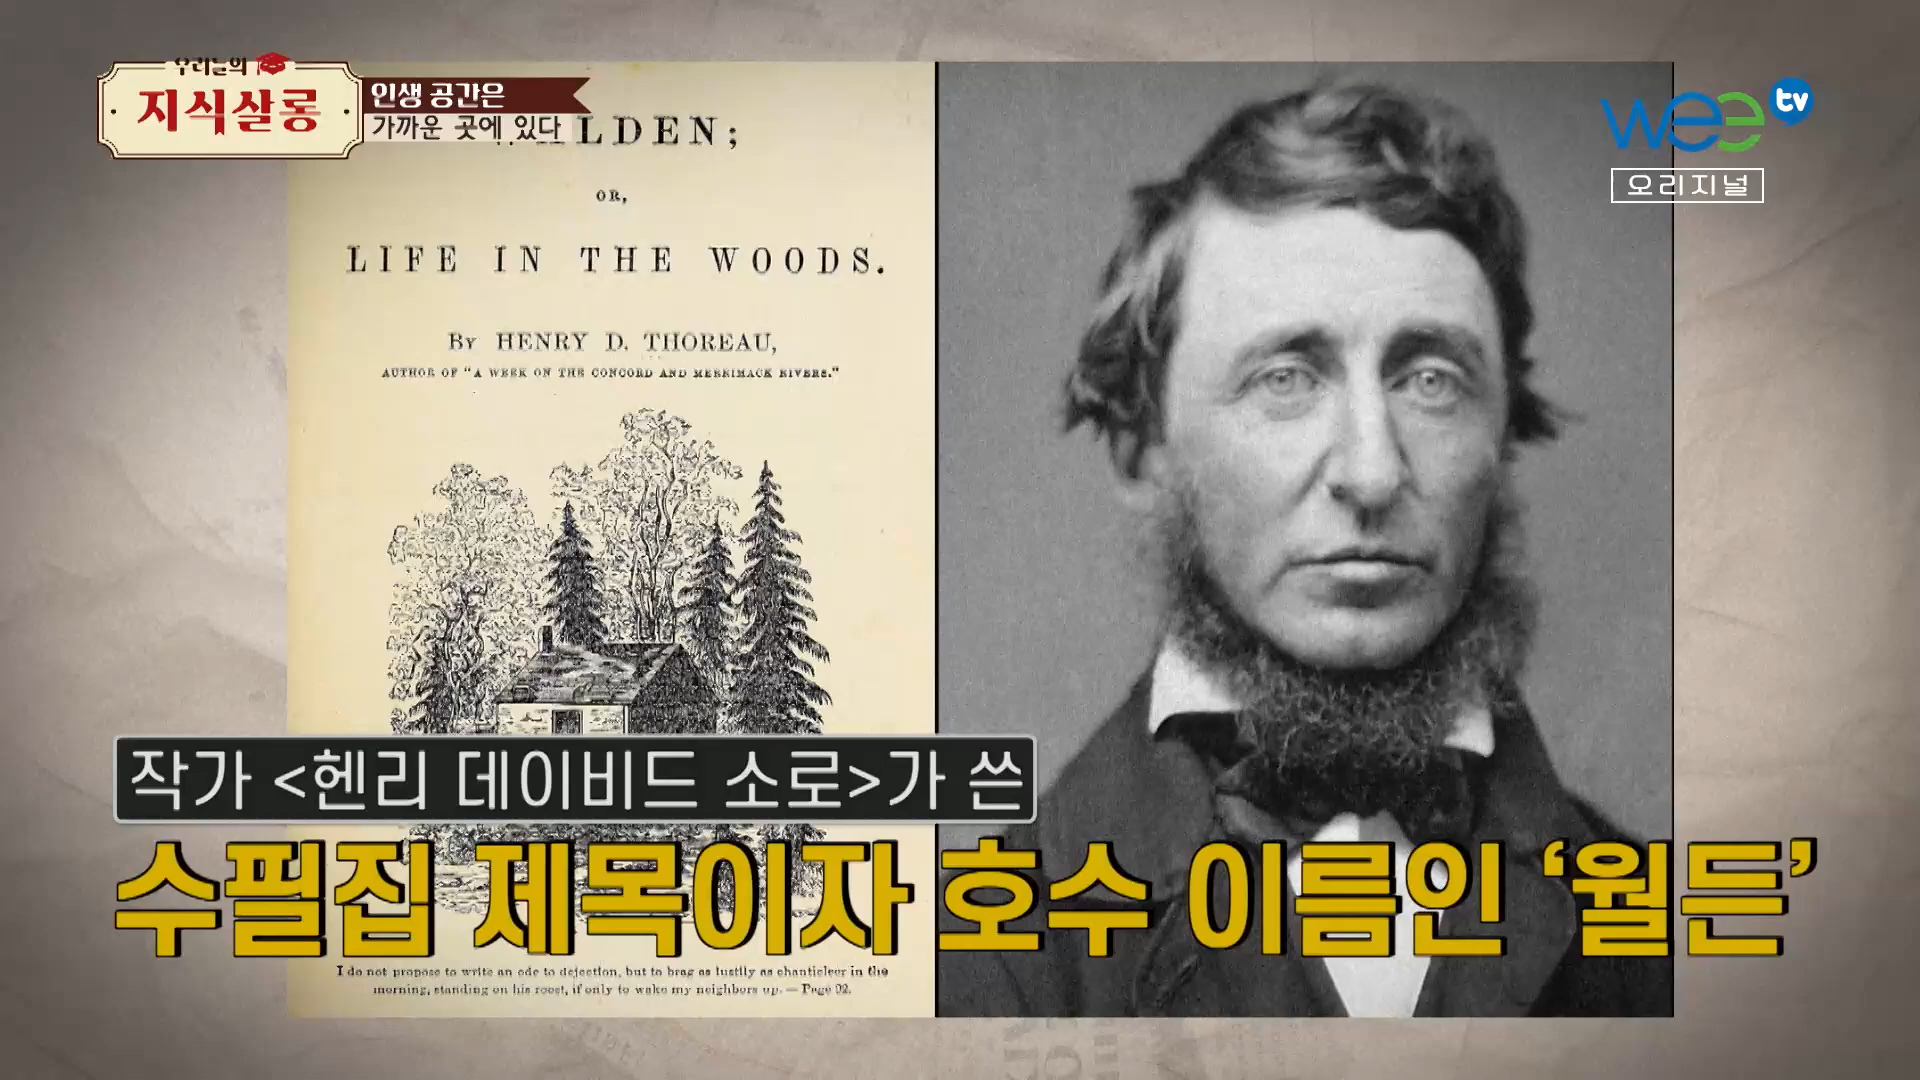 우리들의
지식살롱
인생 공간은
가까운 곳에 있다
wee tv
오리지널
LDEN;
OR,
LIFE IN THE WOODS.
By HENRY D. THOREAU,
AUTHOR OF "A WEEK ON THE CONCORD AND MERRIMACK RIVERS."
작가 <헨리 데이비드 소로>가 쓴
수필집 제목이자 호수 이름인 ‘월든’
I do not propose to write an ode to dejection, but to brag as lustily as chanticleer in the
morning, standing on his roost, if only to wake my neighbors up. — Page 92.